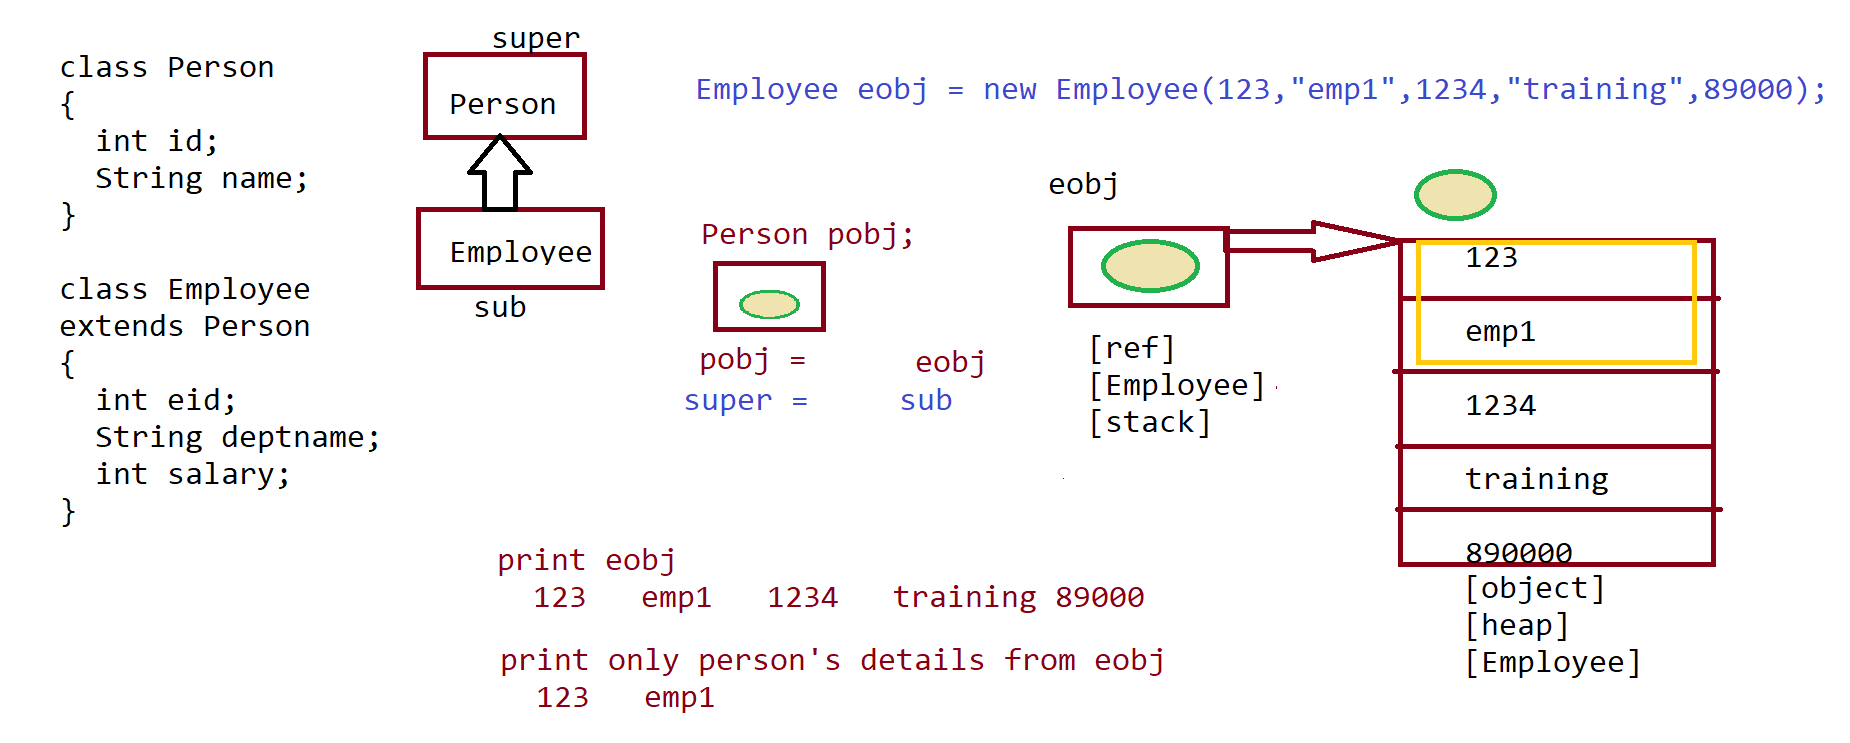 class Person
{
int id;
String name;
}
class Employee
extends Person
{
int eid;
String deptname;
int salary;
}
super
Person
Employee
sub
Employee eobj = new Employee(123,"emp1",1234,"training",89000);
Person pobj;
pobj = eobj
super = sub
eobj
[ref]
[Employee]
[stack]
123
emp1
1234
training
890000
[object]
[heap]
[Employee]
print eobj
123 emp1 1234 training 89000
print only person's details from eobj
123 emp1